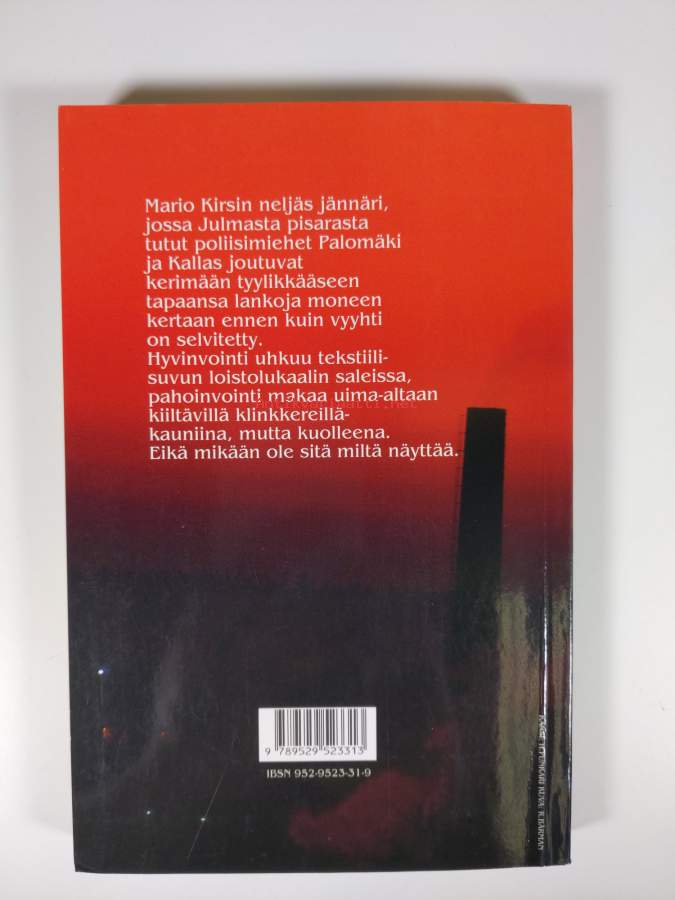 Mario Kirsin neljäs jännäri,
jossa Julmasta pisarasta
tutut poliisimiehet Palomäki
ja Kallas joutuvat
kerimään tyylikkääseen
tapaansa lankoja moneen
kertaan ennen kuin vyyhti
on selvitetty.
Hyvinvointi uhkuu tekstiili-
suvun loistolukaalin saleissa,
pahoinvointi makaa uima-altaan
kiiltävillä klinkkereillä-
kauniina, mutta kuolleena.
Eikä mikään ole sitä miltä näyttää.
9 789529 523313
IBSN 952-9523-31-9
KUVA: R.HARMAN